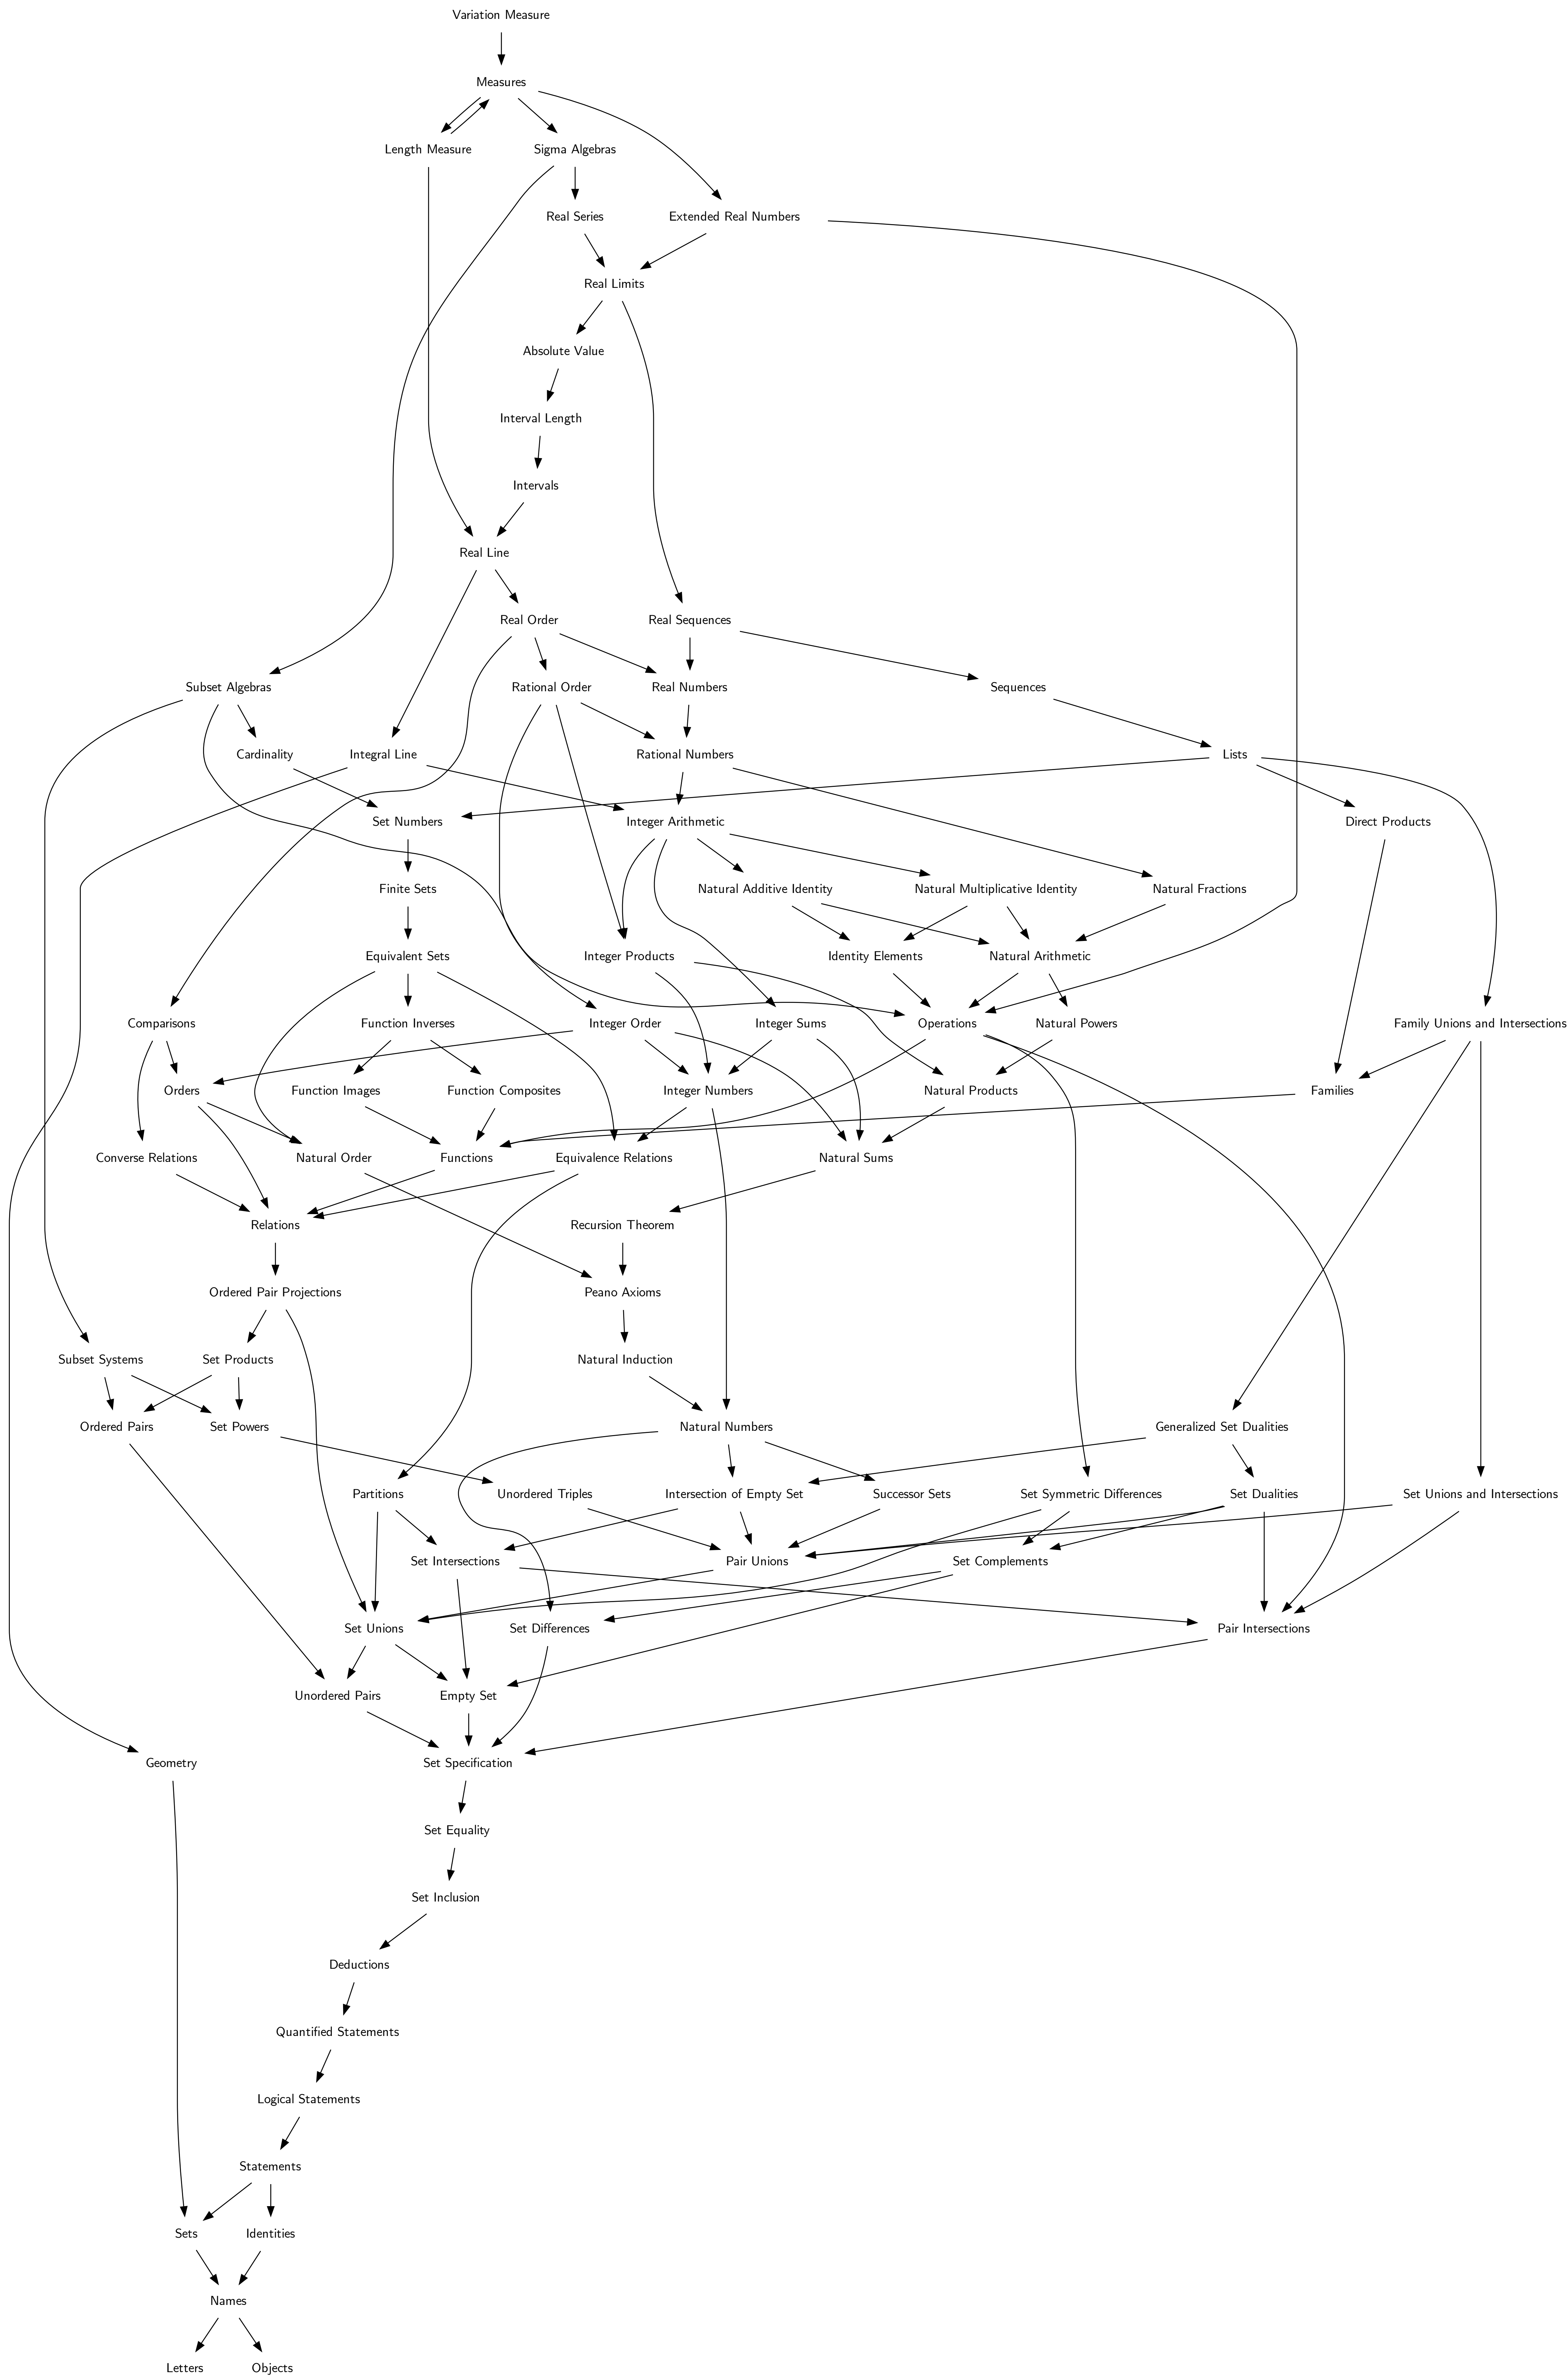 Variation Measure
Measures
Length Measure
Sigma Algebras
Real Series
Extended Real Numbers
Real Limits
Absolute Value
Interval Length
Intervals
Real Line
Real Order
Real Sequences
Subset Algebras
Rational Order
Real Numbers
Sequences
Cardinality
Integral Line
Rational Numbers
Lists
Set Numbers
Integer Arithmetic
Direct Products
Finite Sets
Natural Additive Identity
Natural Multiplicative Identity
Natural Fractions
Equivalent Sets
Integer Products
Identity Elements
Natural Arithmetic
Comparisons
Function Inverses
Integer Order
Integer Sums
Operations
Natural Powers
Family Unions and Intersections
Orders
Function Images
Function Composites
Integer Numbers
Natural Products
Families
Converse Relations
Natural Order
Functions
Equivalence Relations
Natural Sums
Relations
Recursion Theorem
Ordered Pair Projections
Peano Axioms
Subset Systems
Set Products
Natural Induction
Ordered Pairs
Set Powers
Natural Numbers
Generalized Set Dualities
Partitions
Unordered Triples
Intersection of Empty Set
Successor Sets
Set Symmetric Differences
Set Dualities
Set Unions and Intersections
Set Intersections
Pair Unions
Set Complements
Set Unions
Set Differences
Pair Intersections
Unordered Pairs
Empty Set
Geometry
Set Specification
Set Equality
Set Inclusion
Deductions
Quantified Statements
Logical Statements
Statements
Sets
Identities
Names
Letters
Objects